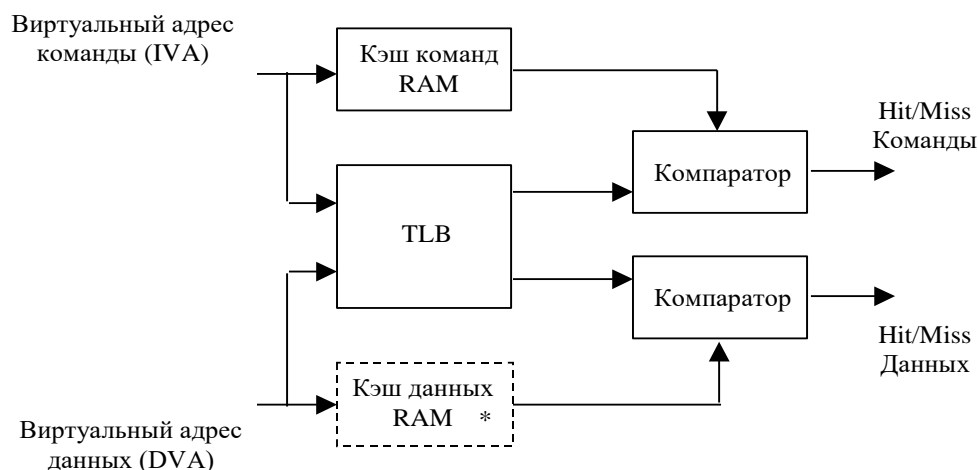 Виртуальный адрес
команды (IVA)
Кэш команд
RAM
Hit/Miss
Команды
Компаратор
TLB
Компаратор
Hit/Miss
Данных
Кэш данных
RAM *
Виртуальный адрес
данных (DVA)